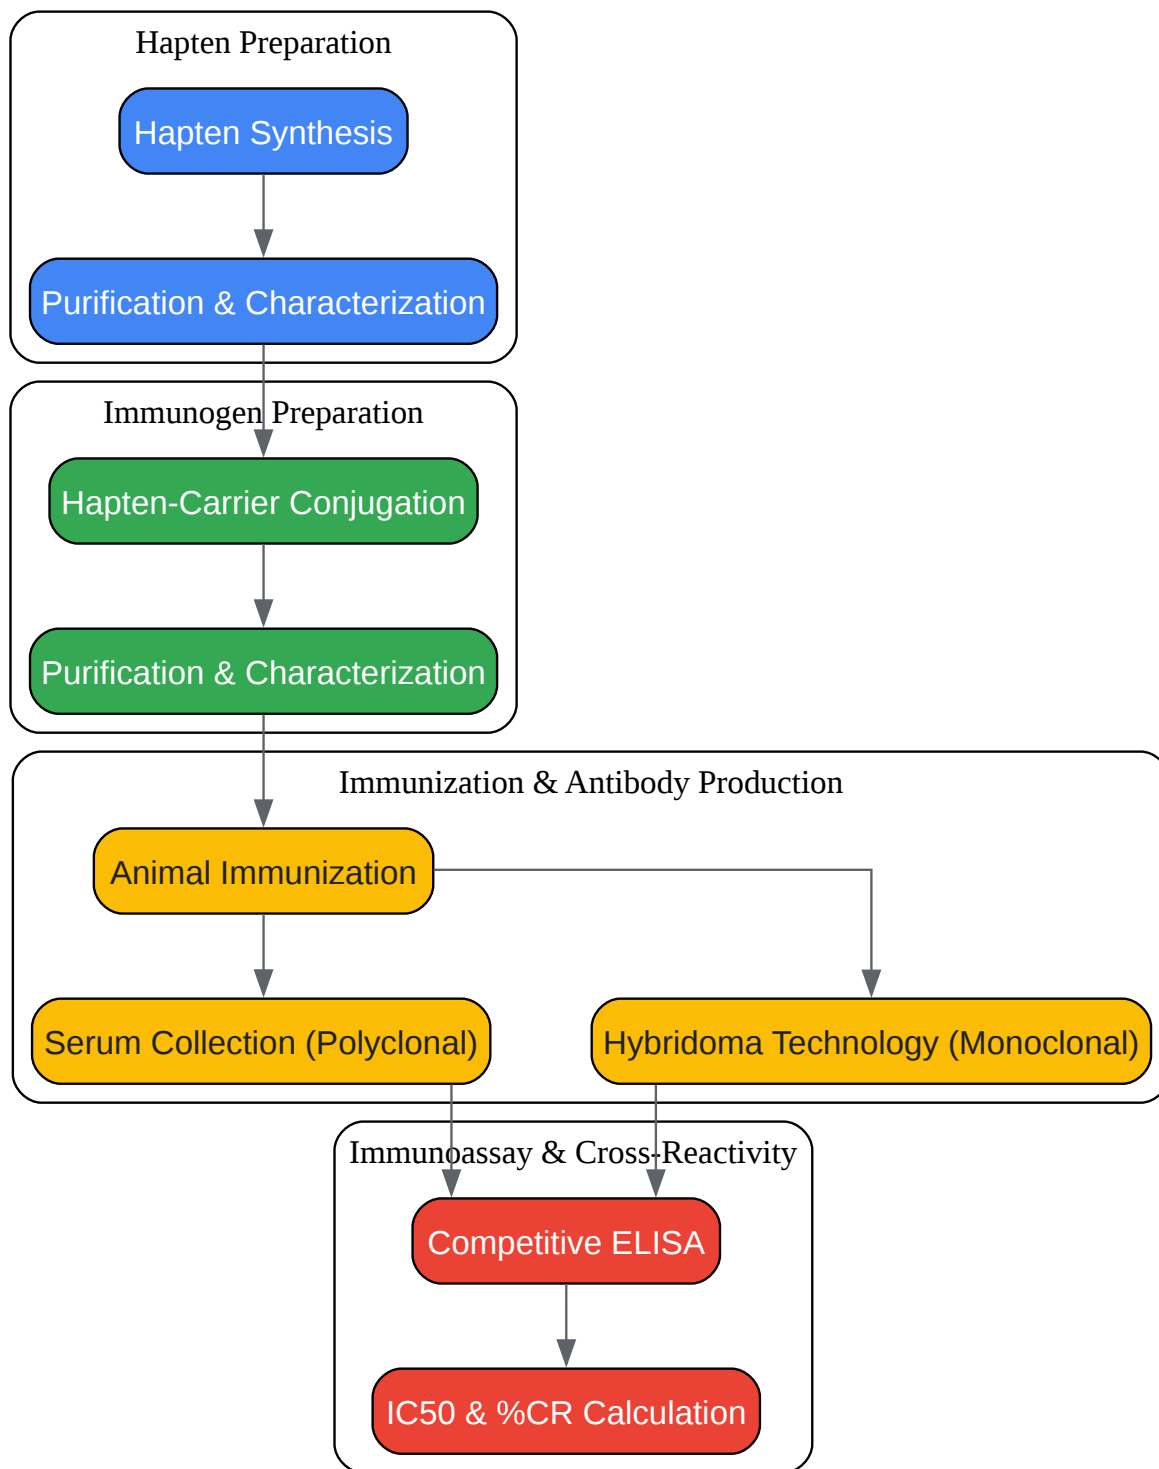 Hapten Preparation
Hapten Synthesis
Purification & Characterization
Immunogen Preparation
Hapten-Carrier Conjugation
Purification & Characterization
Immunization & Antibody Production
Animal Immunization
Serum Collection (Polyclonal)
Hybridoma Technology (Monoclonal)
Immunoassay & Cross-Reactivity
Competitive ELISA
IC50 & %CR Calculation